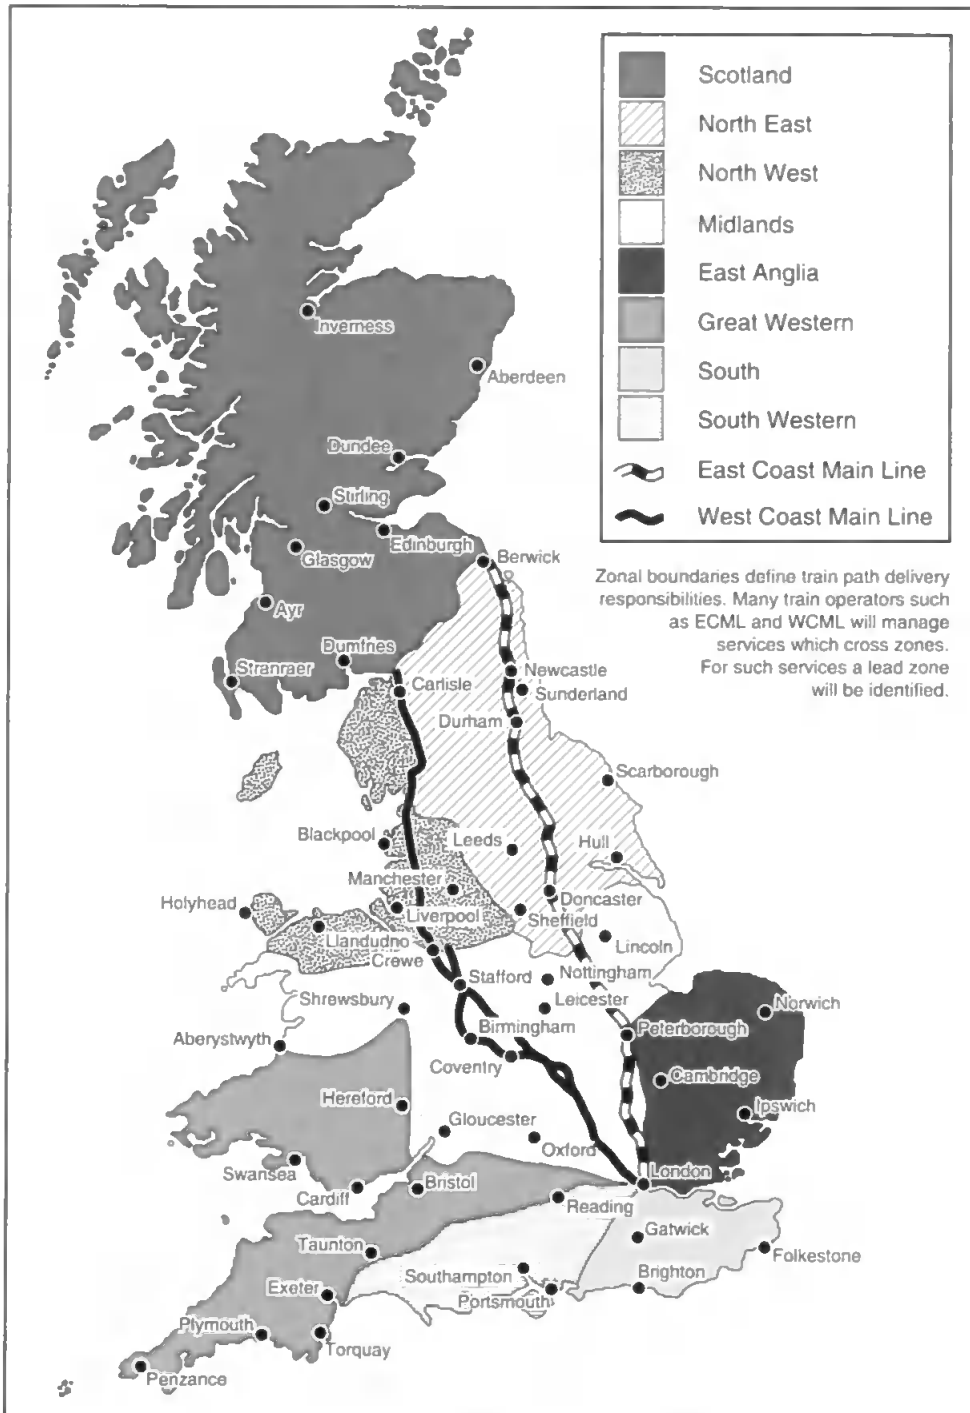 Scotland
North East
North West
Midlands
East Anglia
Great Western
South
South Western
East Coast Main Line
West Coast Main Line
Zonal boundaries define train path delivery
responsibilities. Many train operators such
as ECML and WCML will manage
services which cross zones.
For such services a lead zone
will be identified.
Inverness
Aberdeen
Dundee
Stirling
Edinburgh
Glasgow
Berwick
Ayr
Dumfries
Stranraer
Carlisle
Newcastle
Sunderland
Durham
Scarborough
Blackpool
Leeds
Hull
Manchester
Doncaster
Holyhead
Liverpool
Sheffield
Llandudno
Lincoln
Crewe
Stafford
Nottingham
Shrewsbury
Leicester
Norwich
Aberystwyth
Birmingham
Peterborough
Coventry
Cambridge
Hereford
Ipswich
Gloucester
Oxford
Swansea
London
Cardiff
Bristol
Reading
Gatwick
Taunton
Folkestone
Southampton
Brighton
Exeter
Portsmouth
Plymouth
Torquay
Penzance